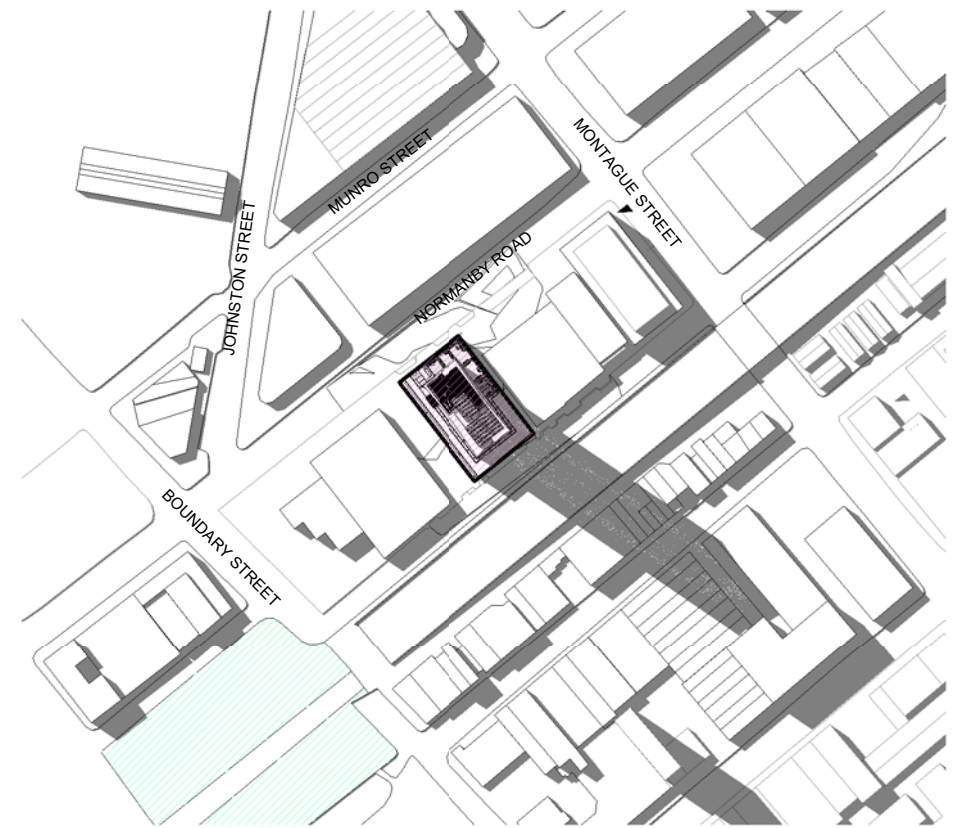 MONTAGUE STREET
MUNRO STREET
JOHNSTON STREET
NORMANBY ROAD
BOUNDARY STREET